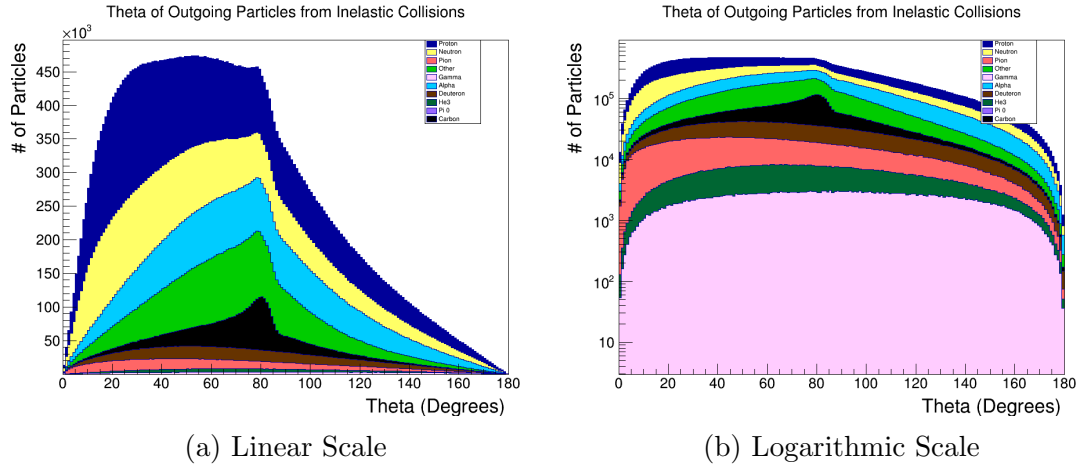 Theta of Outgoing Particles from Inelastic Collisions
×10³
# of Particles
450
400
350
300
250
200
150
100
50
0 20 40 60 80 100 120 140 160 180
Theta (Degrees)
Proton
Neutron
Pion
Other
Gamma
Alpha
Deuteron
He3
Pi 0
Carbon
(a) Linear Scale
Theta of Outgoing Particles from Inelastic Collisions
# of Particles
10⁵
10⁴
10³
10²
10
0 20 40 60 80 100 120 140 160 180
Theta (Degrees)
Proton
Neutron
Pion
Other
Gamma
Alpha
Deuteron
He3
Pi 0
Carbon
(b) Logarithmic Scale